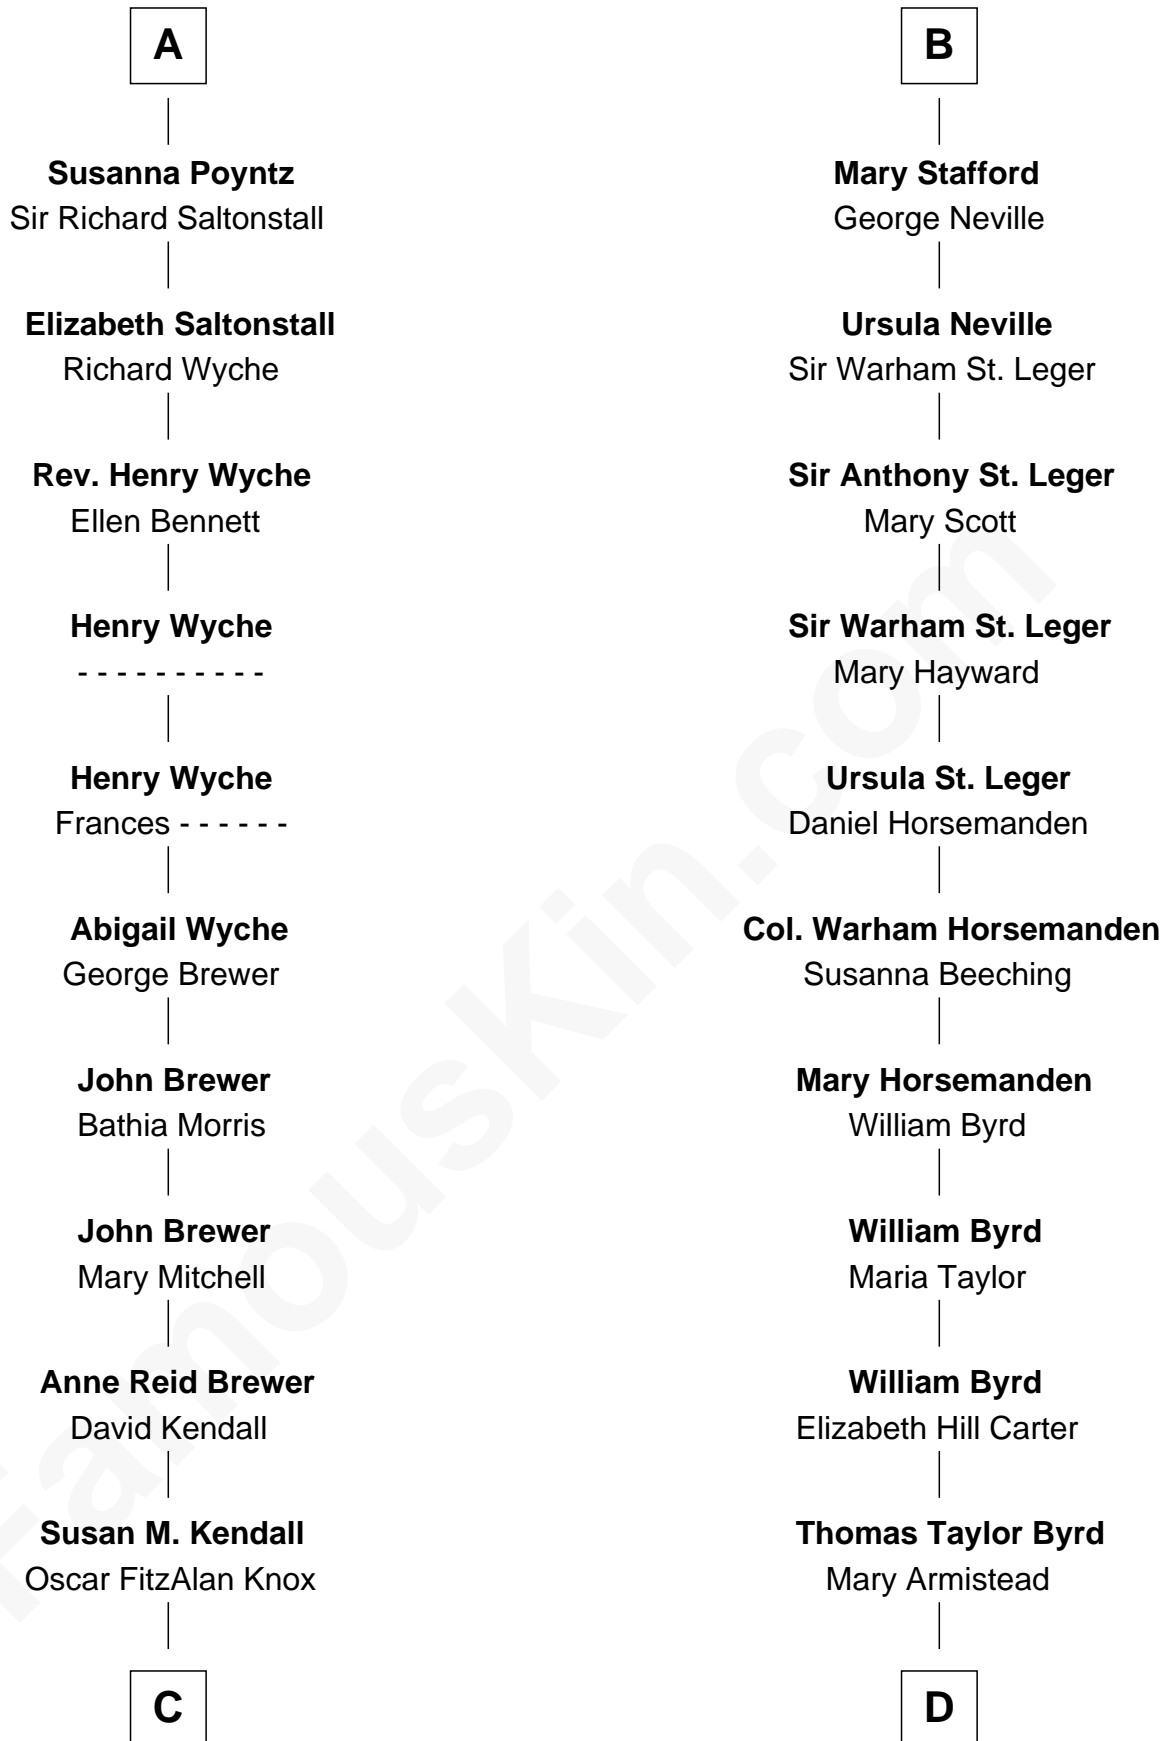 A
Susanna Poyntz
Sir Richard Saltonstall
Elizabeth Saltonstall
Richard Wyche
Rev. Henry Wyche
Ellen Bennett
Henry Wyche
- - - - - - - - - -
Henry Wyche
Frances - - - - - -
Abigail Wyche
George Brewer
John Brewer
Bathia Morris
John Brewer
Mary Mitchell
Anne Reid Brewer
David Kendall
Susan M. Kendall
Oscar FitzAlan Knox
C
B
Mary Stafford
George Neville
Ursula Neville
Sir Warham St. Leger
Sir Anthony St. Leger
Mary Scott
Sir Warham St. Leger
Mary Hayward
Ursula St. Leger
Daniel Horsemanden
Col. Warham Horsemanden
Susanna Beeching
Mary Horsemanden
William Byrd
William Byrd
Maria Taylor
William Byrd
Elizabeth Hill Carter
Thomas Taylor Byrd
Mary Armistead
D
FamousKin.com